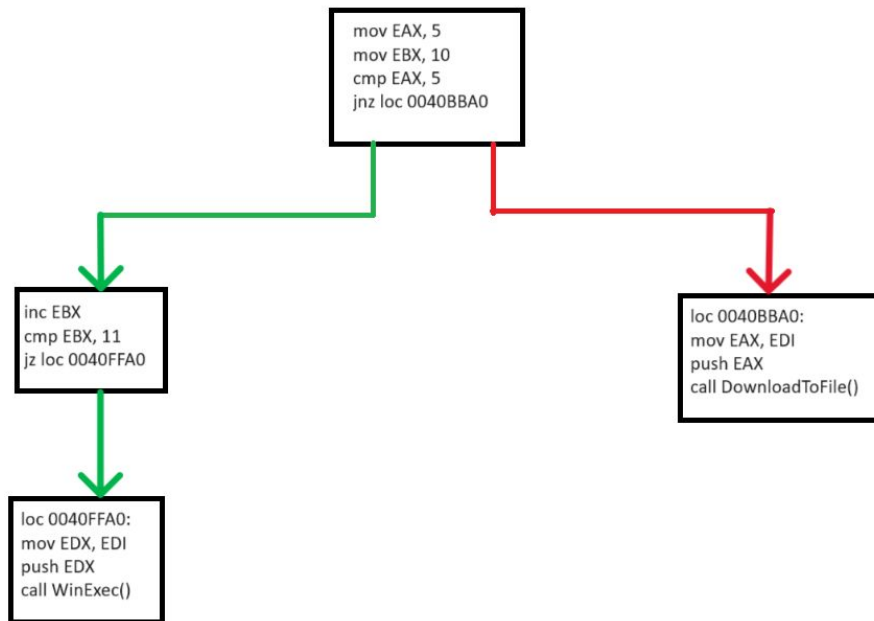 mov EAX, 5
mov EBX, 10
cmp EAX, 5
jnz loc 0040BBA0
inc EBX
cmp EBX, 11
jz loc 0040FFA0
loc 0040BBA0:
mov EAX, EDI
push EAX
call DownloadToFile()
loc 0040FFA0:
mov EDX, EDI
push EDX
call WinExec()